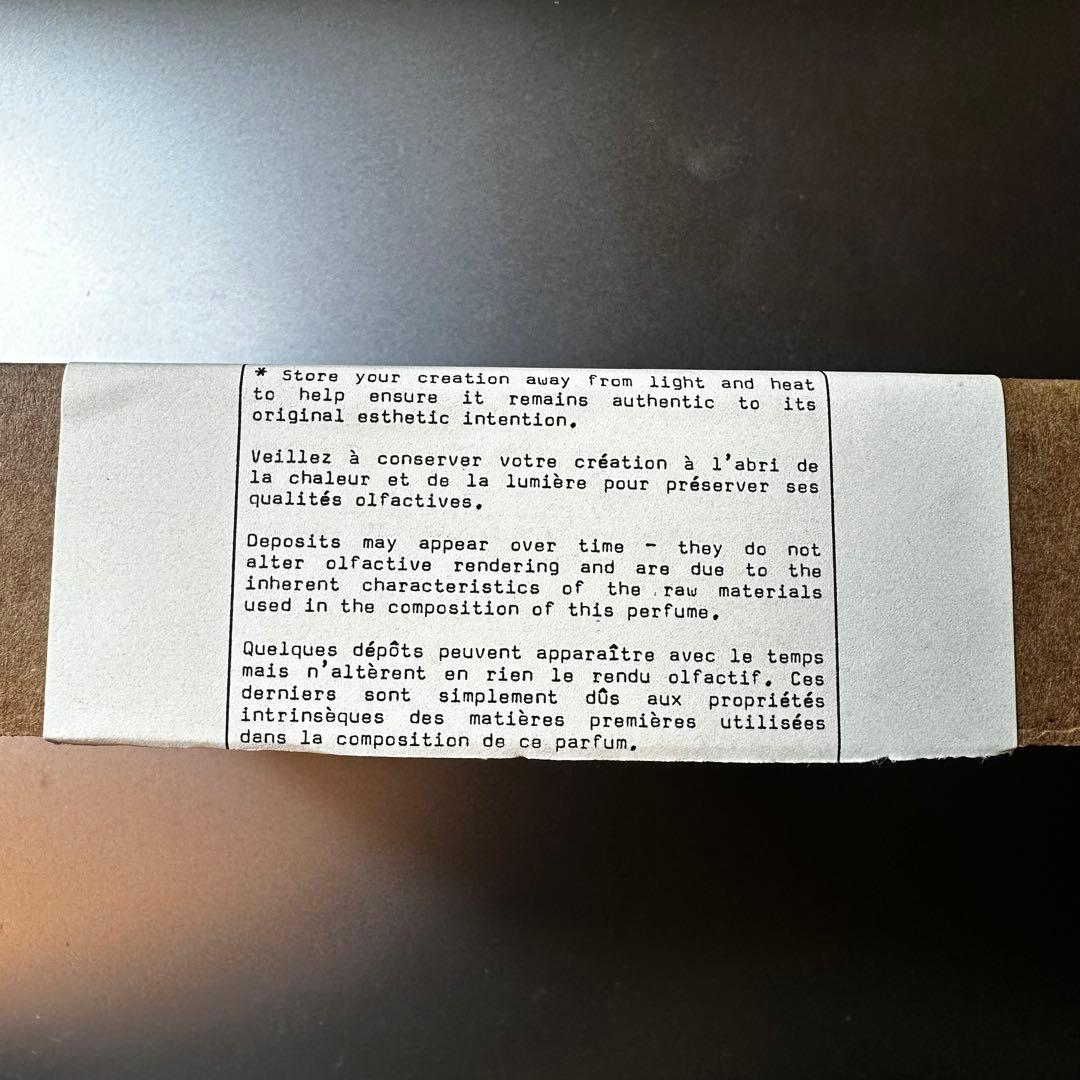 * Store your creation away from light and heat
to help ensure it remains authentic to its
original esthetic intention.
Veillez à conserver votre création à l'abri de
la chaleur et de la lumière pour préserver ses
qualités olfactives.
Deposits may appear over time - they do not
alter olfactive rendering and are due to the
inherent characteristics of the raw materials
used in the composition of this perfume.
Quelques dépôts peuvent apparaître avec le temps
mais n'altèrent en rien le rendu olfactif. Ces
derniers sont simplement dûs aux propriétés
intrinsèques des matières premières utilisées
dans la composition de ce parfum.